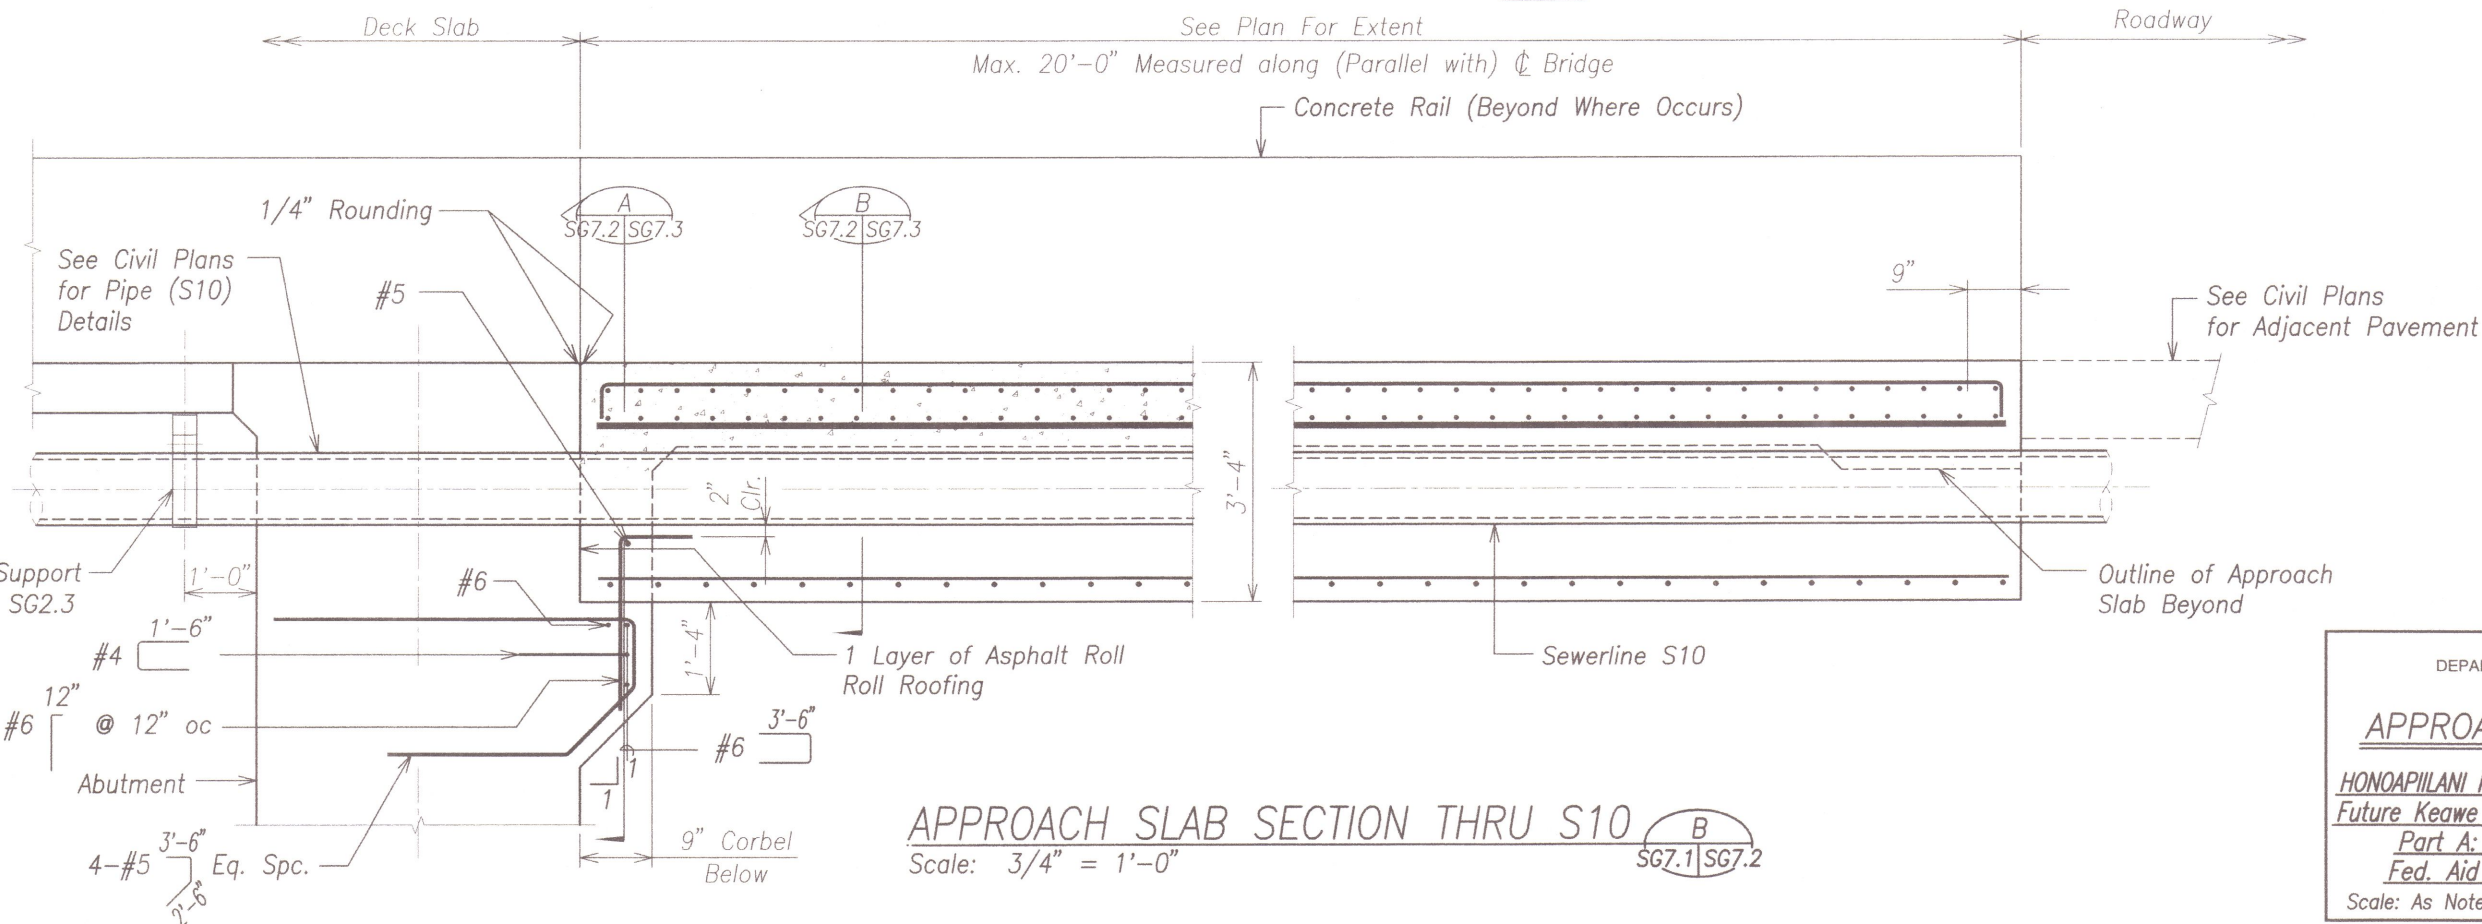 Deck Slab
See Plan For Extent
Roadway
Max. 20'-0" Measured along (Parallel with) ℄ Bridge
Concrete Rail (Beyond Where Occurs)
1/4" Rounding
A
SG7.2 SG7.3
B
SG7.2 SG7.3
See Civil Plans
for Pipe (S10)
Details
#5
9"
See Civil Plans
for Adjacent Pavement
2"
Clr.
3'-4"
Support
SG2.3
1'-0"
#6
Outline of Approach
Slab Beyond
1'-6"
#4
1'-4"
1 Layer of Asphalt Roll
Roll Roofing
Sewerline S10
12"
#6 @ 12" oc
3'-6"
#6
Abutment
1
1
3'-6"
4-#5 Eq. Spc.
2'-6"
9" Corbel
Below
APPROACH SLAB SECTION THRU S10
Scale: 3/4" = 1'-0"
B
SG7.1 SG7.2
DEPA
APPROA
HONOAPIILANI
Future Keawe
Part A:
Fed. Aid
Scale: As Note